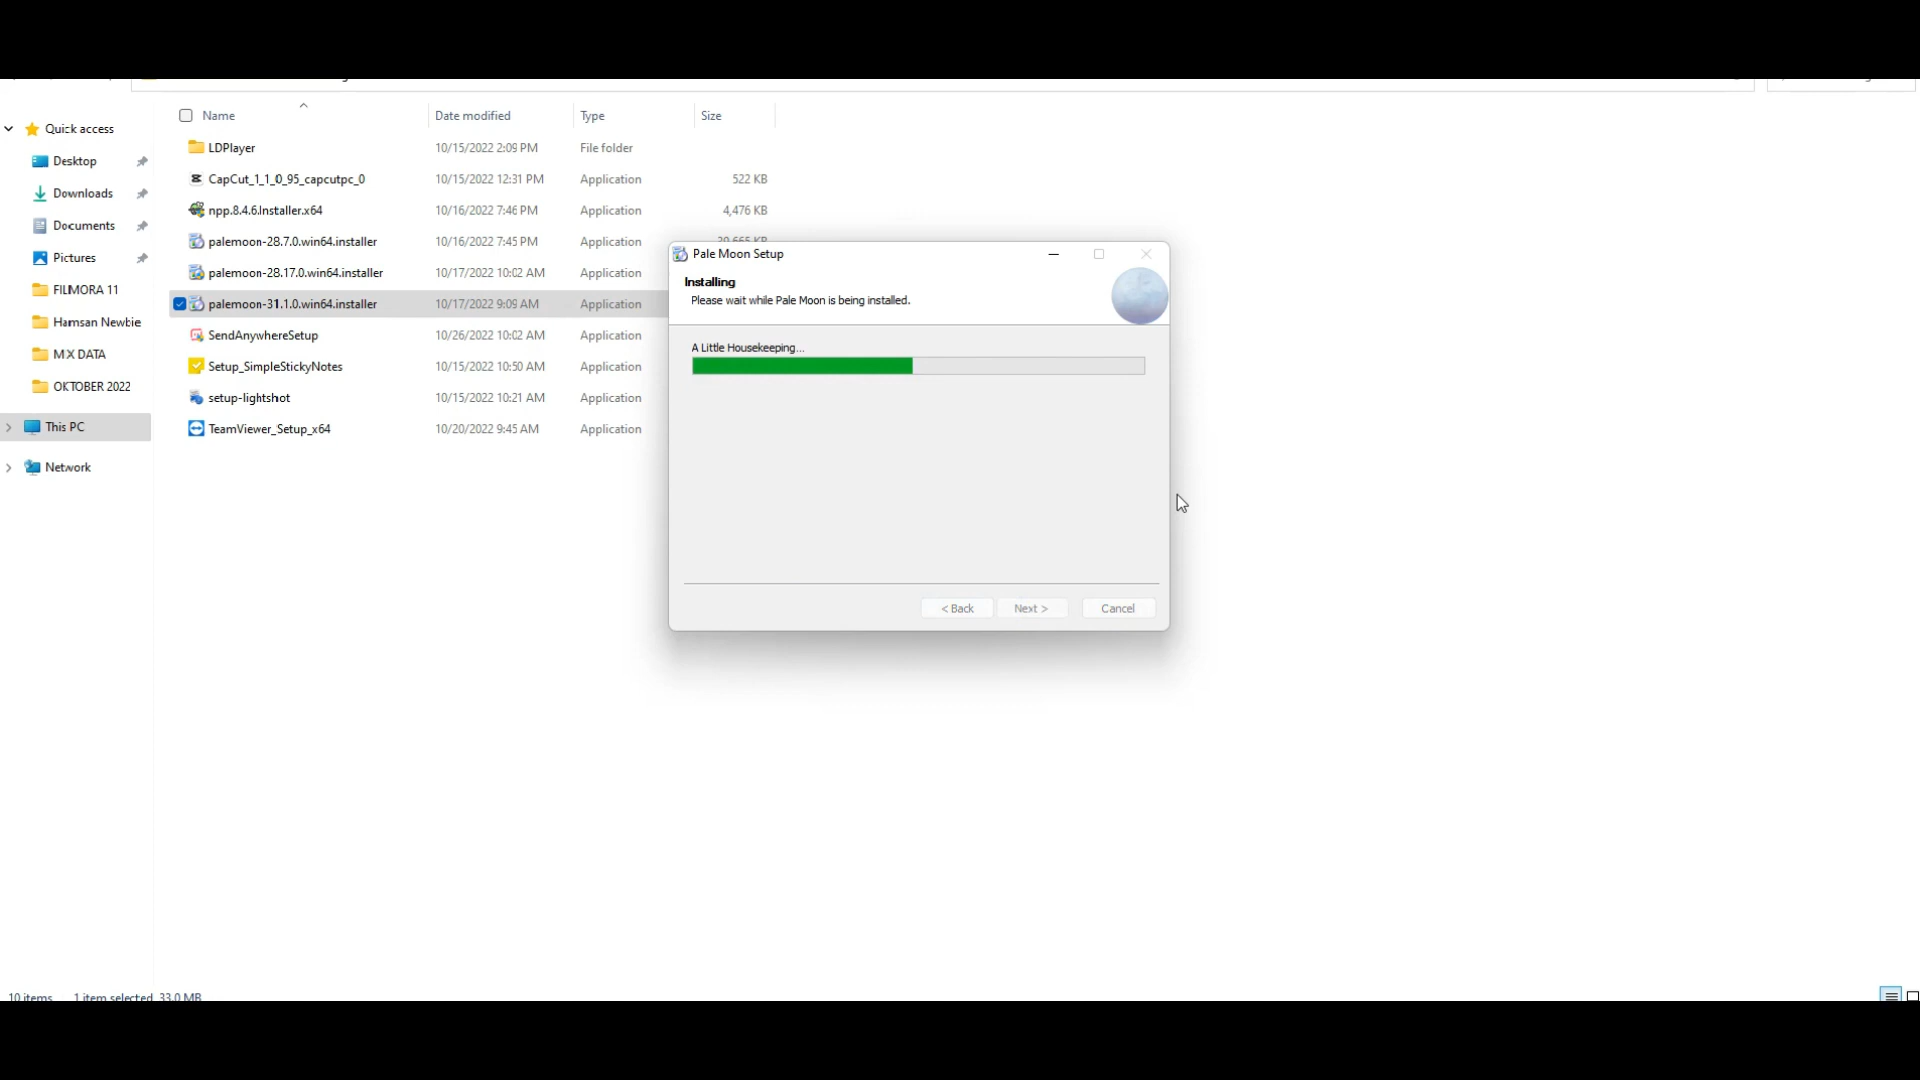 Name Date modified Type Size
Quick access
Desktop
Downloads
Documents
Pictures
FILMORA 11
Hamsan Newbie
MIX DATA
OKTOBER 2022
This PC
Network
LDPlayer 10/15/2022 2:09 PM File folder
CapCut_1_1_0_95_capcutpc_0 10/15/2022 12:31 PM Application 522 KB
npp.8.4.6.Installer.x64 10/16/2022 7:46 PM Application 4,476 KB
palemoon-28.7.0.win64.installer 10/16/2022 7:45 PM Application
palemoon-28.17.0.win64.installer 10/17/2022 10:02 AM Application
palemoon-31.1.0.win64.installer 10/17/2022 9:09 AM Application
SendAnywhereSetup 10/26/2022 10:02 AM Application
Setup_SimpleStickyNotes 10/15/2022 10:50 AM Application
setup-lightshot 10/15/2022 10:21 AM Application
TeamViewer_Setup_x64 10/20/2022 9:45 AM Application
Pale Moon Setup
Installing
Please wait while Pale Moon is being installed.
A Little Housekeeping...
< Back Next > Cancel
10 items 1 item selected 33.0 MB